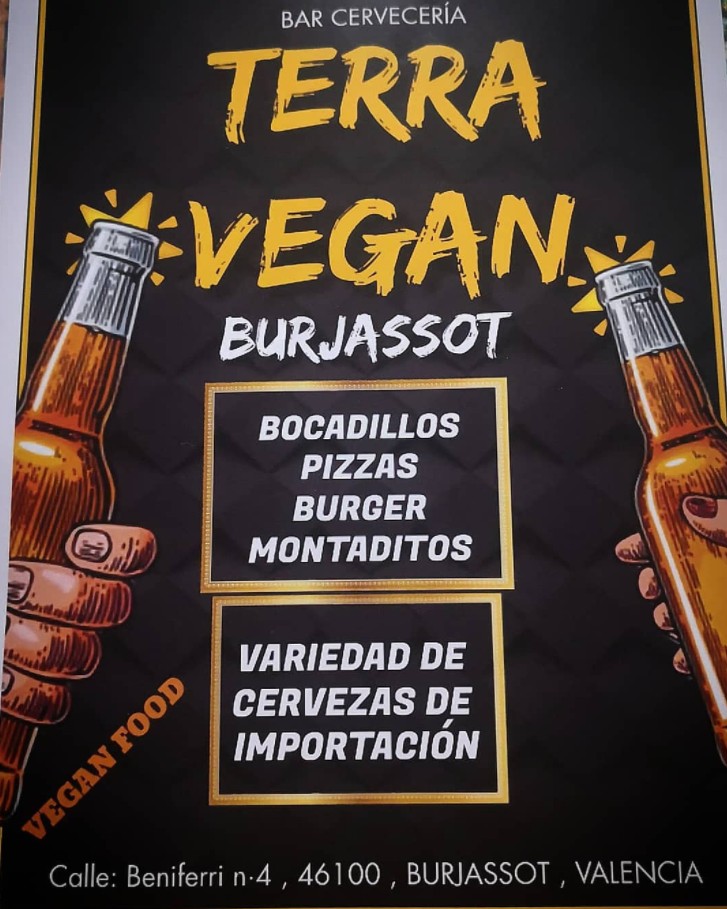 BAR CERVECERÍA
TERRA
VEGAN
BURJASSOT
BOCADILLOS
PIZZAS
BURGER
MONTADITOS
VARIEDAD DE
CERVEZAS DE
IMPORTACIÓN
VEGAN FOOD
Calle: Beniferri n·4 , 46100 , BURJASSOT , VALENCIA